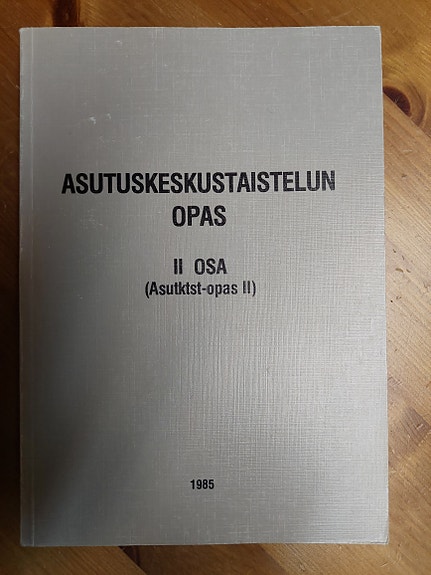 ASUTUSKESKUSTAISTELUN
OPAS
II OSA
(Asutktst-opas II)
1985